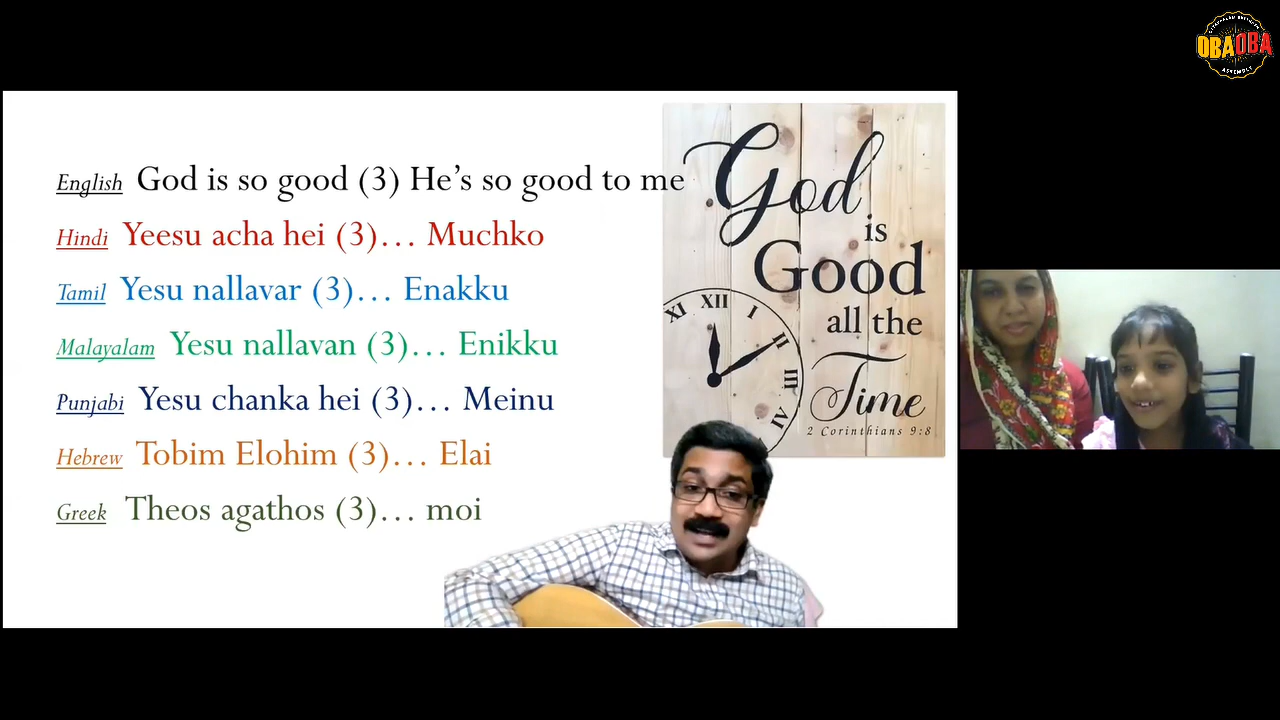 English God is so good (3) He's so good to me
Hindi Yeesu acha hei (3)... Muchko
Tamil Yesu nallavar (3)... Enakku
Malayalam Yesu nallavan (3)... Enikku
Punjabi Yesu chanka hei (3)... Meinu
Hebrew Tobim Elohim (3)... Elai
Greek Theos agathos (3)... moi
God
is
Good
all the
Time
2 Corinthians 9:8
XI XII I II III IV
OBAOBA
ASSEMBLY